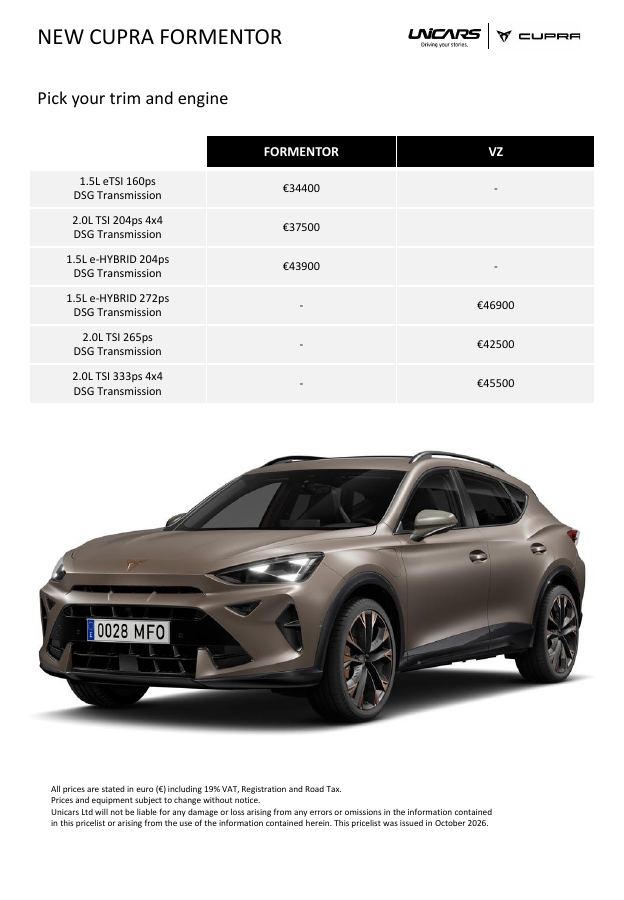 NEW CUPRA FORMENTOR
UNICARS
Driving your stories.
CUPRA
Pick your trim and engine
FORMENTOR VZ
1.5L eTSI 160ps
DSG Transmission
€34400 -
2.0L TSI 204ps 4x4
DSG Transmission
€37500
1.5L e-HYBRID 204ps
DSG Transmission
€43900 -
1.5L e-HYBRID 272ps
DSG Transmission
- €46900
2.0L TSI 265ps
DSG Transmission
- €42500
2.0L TSI 333ps 4x4
DSG Transmission
- €45500
0028 MFO
All prices are stated in euro (€) including 19% VAT, Registration and Road Tax.
Prices and equipment subject to change without notice.
Unicars Ltd will not be liable for any damage or loss arising from any errors or omissions in the information contained
in this pricelist or arising from the use of the information contained herein. This pricelist was issued in October 2026.